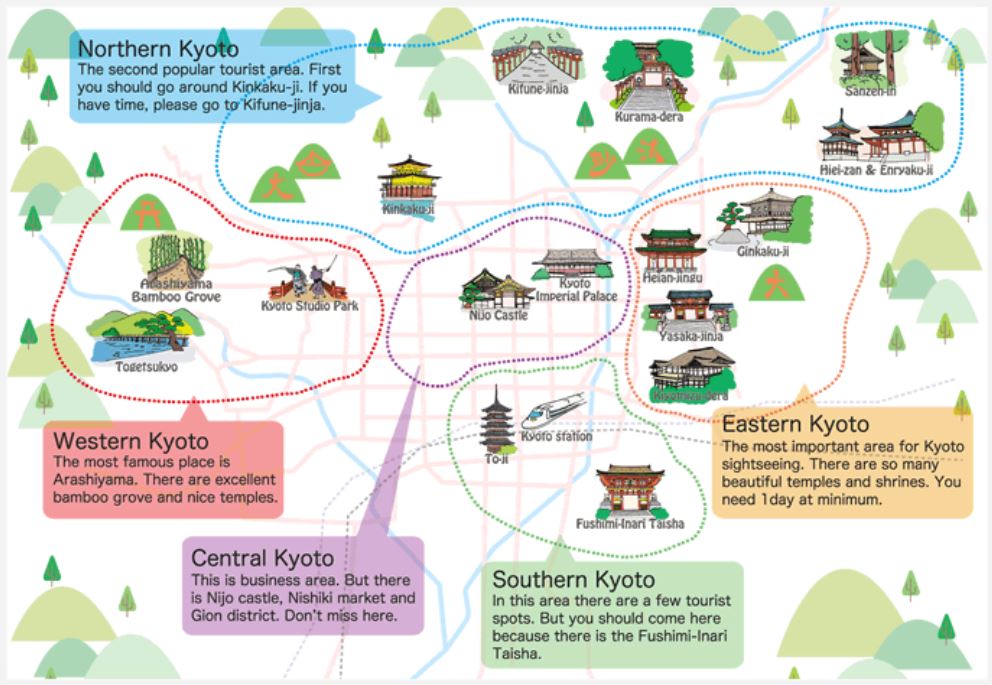 Northern Kyoto
The second popular tourist area. First
you should go around Kinkaku-ji. If you
have time, please go to Kifune-jinja.
Kifune-jinja
Kurama-dera
Sanzen-in
Hiei-zan & Enryaku-ji
大
山
妙
法
Kinkaku-ji
Arashiyama
Bamboo Grove
Kyoto Studio Park
Togetsukyo
Nijo Castle
Kyoto
Imperial Palace
Ginkaku-ji
Heian-jingu
大
Yasaka-jinja
Kiyomizu-dera
To-ji
Kyoto station
Fushimi-Inari Taisha
Western Kyoto
The most famous place is
Arashiyama. There are excellent
bamboo grove and nice temples.
Eastern Kyoto
The most important area for Kyoto
sightseeing. There are so many
beautiful temples and shrines. You
need 1day at minimum.
Central Kyoto
This is business area. But there
is Nijo castle, Nishiki market and
Gion district. Don't miss here.
Southern Kyoto
In this area there are a few tourist
spots. But you should come here
because there is the Fushimi-Inari
Taisha.